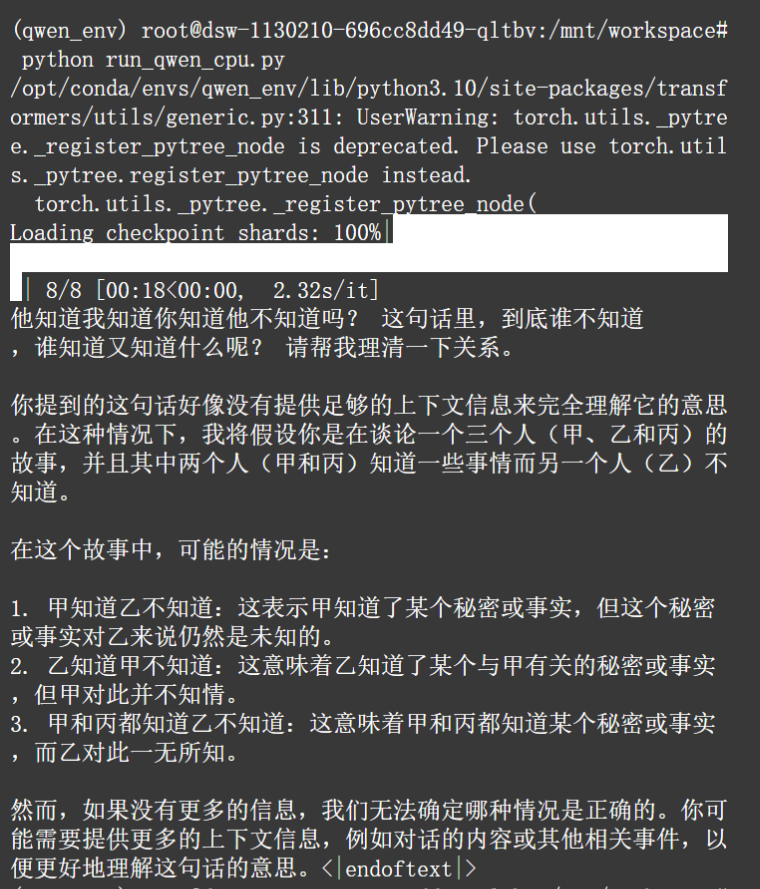 (qwen_env) root@dsw-1130210-696cc8dd49-qltbv:/mnt/workspace#
python run_qwen_cpu.py
/opt/conda/envs/qwen_env/lib/python3.10/site-packages/transf
ormers/utils/generic.py:311: UserWarning: torch.utils._pytre
e._register_pytree_node is deprecated. Please use torch.util
s._pytree.register_pytree_node instead.
  torch.utils._pytree._register_pytree_node(
Loading checkpoint shards: 100%|
| 8/8 [00:18<00:00,  2.32s/it]
他知道我知道你知道他不知道吗? 这句话里，到底谁不知道
，谁知道又知道什么呢? 请帮我理清一下关系。

你提到的这句话好像没有提供足够的上下文信息来完全理解它的意思
。在这种情况下，我将假设你是在谈论一个三个人（甲、乙和丙）的
故事，并且其中两个人（甲和丙）知道一些事情而另一个人（乙）不
知道。

在这个故事中，可能的情况是：

1. 甲知道乙不知道：这表示甲知道了某个秘密或事实，但这个秘密
或事实对乙来说仍然是未知的。
2. 乙知道甲不知道：这意味着乙知道了某个与甲有关的秘密或事实
，但甲对此并不知情。
3. 甲和丙都知道乙不知道：这意味着甲和丙都知道某个秘密或事实
，而乙对此一无所知。

然而，如果没有更多的信息，我们无法确定哪种情况是正确的。你可
能需要提供更多的上下文信息，例如对话的内容或其他相关事件，以
便更好地理解这句话的意思。<|endoftext|>